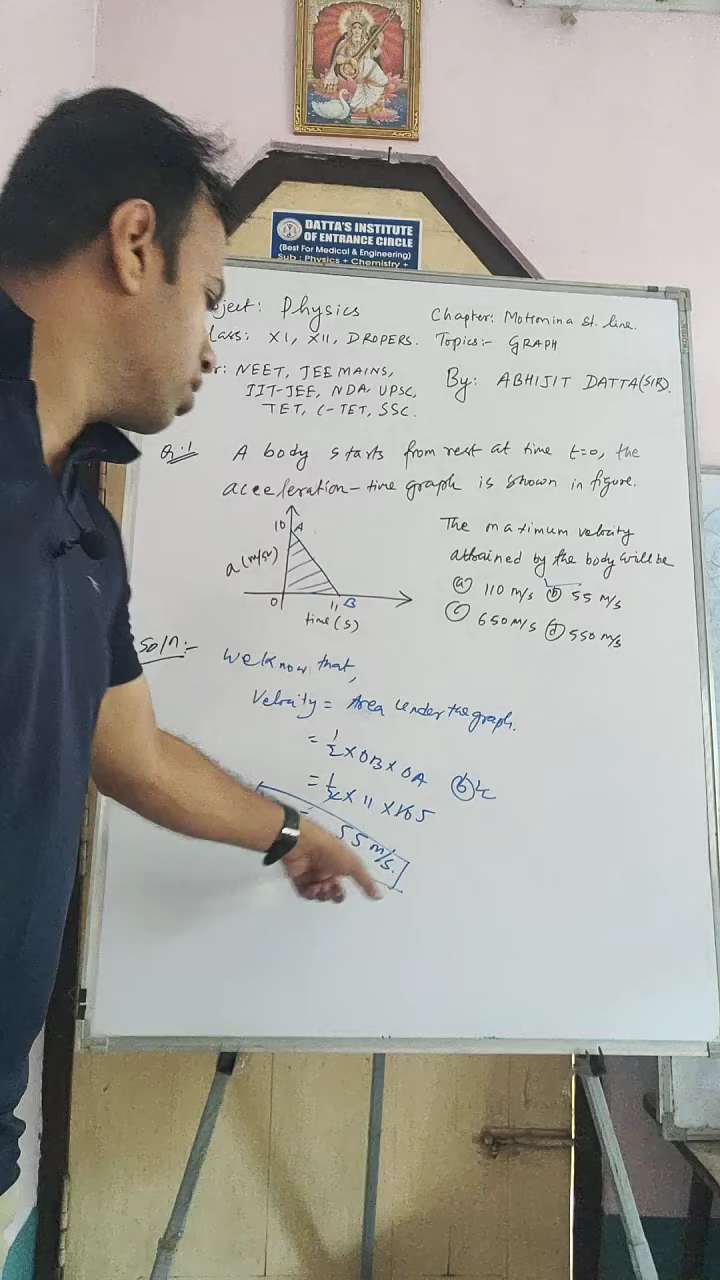 DATTA'S INSTITUTE
OF ENTRANCE CIRCLE
(Best For Medical & Engineering)
Sub : Physics + Chemistry +
ject: Physics
Chapter: Motion in a St. line.
lass: XI, XII, DROPERS.
Topics:- GRAPH
r: NEET, JEE MAINS,
IIT-JEE, NDA, UPSC,
TET, C-TET, SSC.
By: ABHIJIT DATTA(SIR).
Q.1 A body starts from rest at time t=0, the
acceleration-time graph is shown in figure.
10 A
a (m/s²)
0 11 B
time (s)
The maximum velocity
attained by the body will be
(a) 110 m/s (b) 55 m/s
(c) 650 m/s (d) 550 m/s
Soln:-
We know that,
Velocity = Area under the graph.
= 1/2 × OB × OA
= 1/2 × 11 × 10 5
(b)
55 m/s.